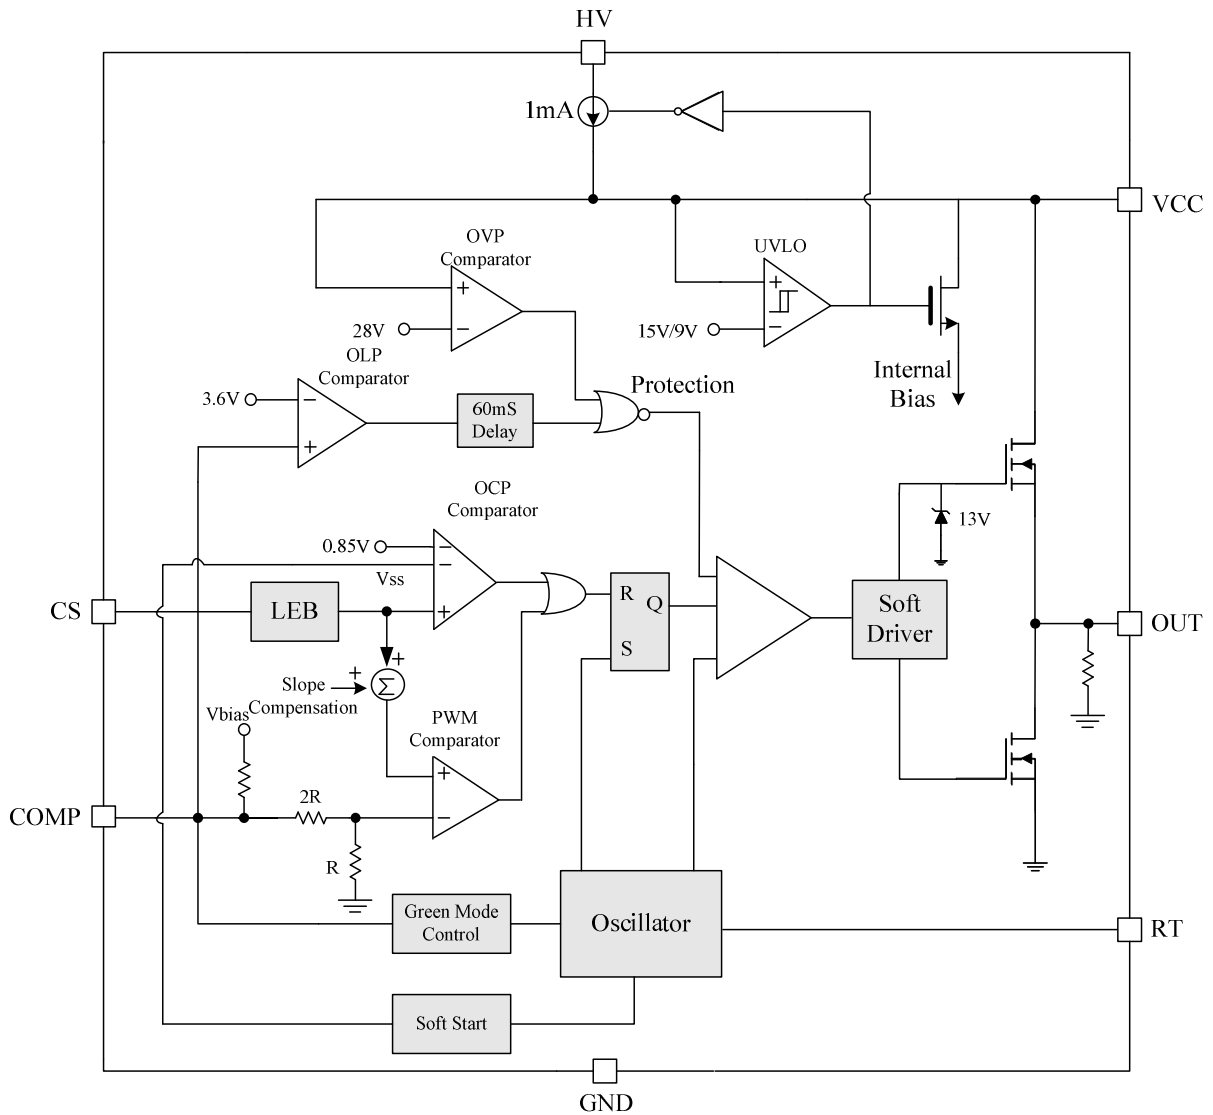 HV
1mA
VCC
OVP
Comparator
+
−
28V
UVLO
+
−
15V/9V
Internal
Bias
OLP
Comparator
3.6V
−
+
60mS
Delay
Protection
OCP
Comparator
0.85V
−
−
+
Vss
13V
CS
LEB
R
Q
S
Soft
Driver
OUT
+
+
Σ
Slope
Compensation
Vbias
PWM
Comparator
+
−
COMP
2R
R
Green Mode
Control
Oscillator
RT
Soft Start
GND